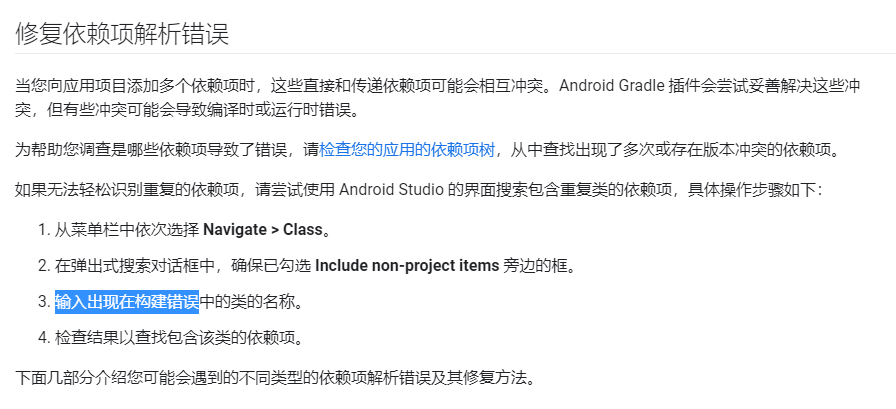 修复依赖项解析错误
当您向应用项目添加多个依赖项时，这些直接和传递依赖项可能会相互冲突。Android Gradle 插件会尝试妥善解决这些冲
突，但有些冲突可能会导致编译时或运行时错误。
为帮助您调查是哪些依赖项导致了错误，请检查您的应用的依赖项树，从中查找出现了多次或存在版本冲突的依赖项。
如果无法轻松识别重复的依赖项，请尝试使用 Android Studio 的界面搜索包含重复类的依赖项，具体操作步骤如下：
1. 从菜单栏中依次选择 Navigate > Class。
2. 在弹出式搜索对话框中，确保已勾选 Include non-project items 旁边的框。
3. 输入出现在构建错误中的类的名称。
4. 检查结果以查找包含该类的依赖项。
下面几部分介绍您可能会遇到的不同类型的依赖项解析错误及其修复方法。